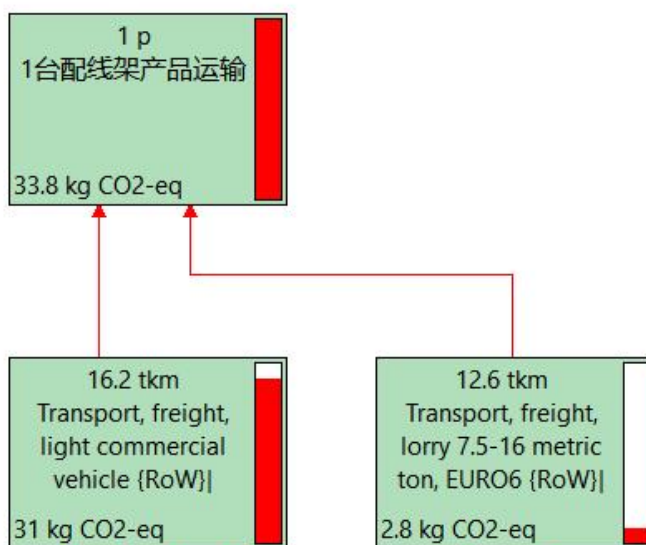 1 p
1台配线架产品运输
33.8 kg CO2-eq
16.2 tkm
Transport, freight,
light commercial
vehicle {RoW}|
31 kg CO2-eq
12.6 tkm
Transport, freight,
lorry 7.5-16 metric
ton, EURO6 {RoW}|
2.8 kg CO2-eq